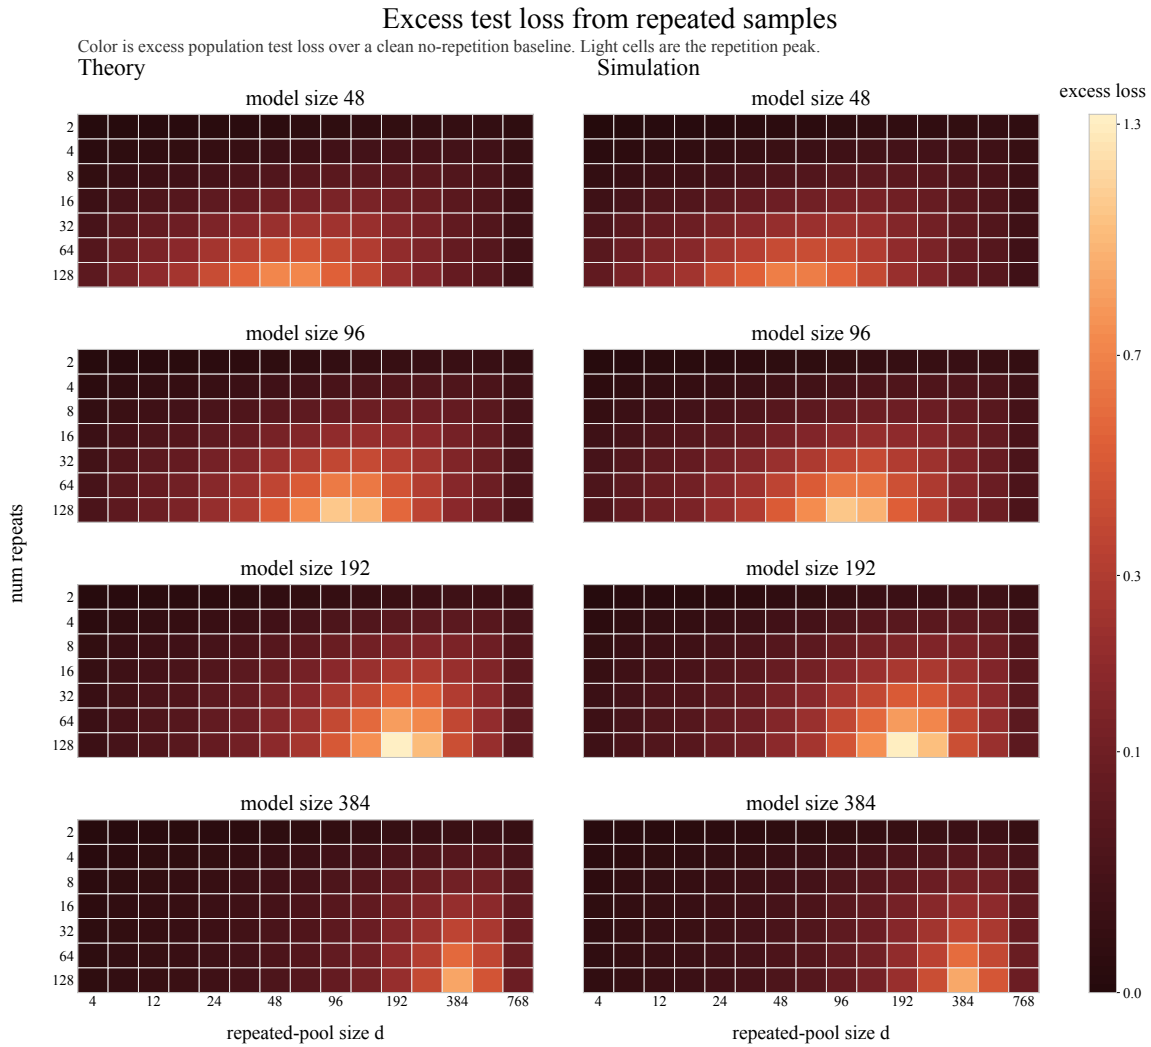 Excess test loss from repeated samples
Color is excess population test loss over a clean no-repetition baseline. Light cells are the repetition peak.
Theory
Simulation
model size 48
model size 48
excess loss
2
4
8
16
32
64
128
model size 96
model size 96
2
4
8
16
32
64
128
model size 192
model size 192
2
4
8
16
32
64
128
model size 384
model size 384
2
4
8
16
32
64
128
4 12 24 48 96 192 384 768
4 12 24 48 96 192 384 768
repeated-pool size d
repeated-pool size d
num repeats
1.3
0.7
0.3
0.1
0.0